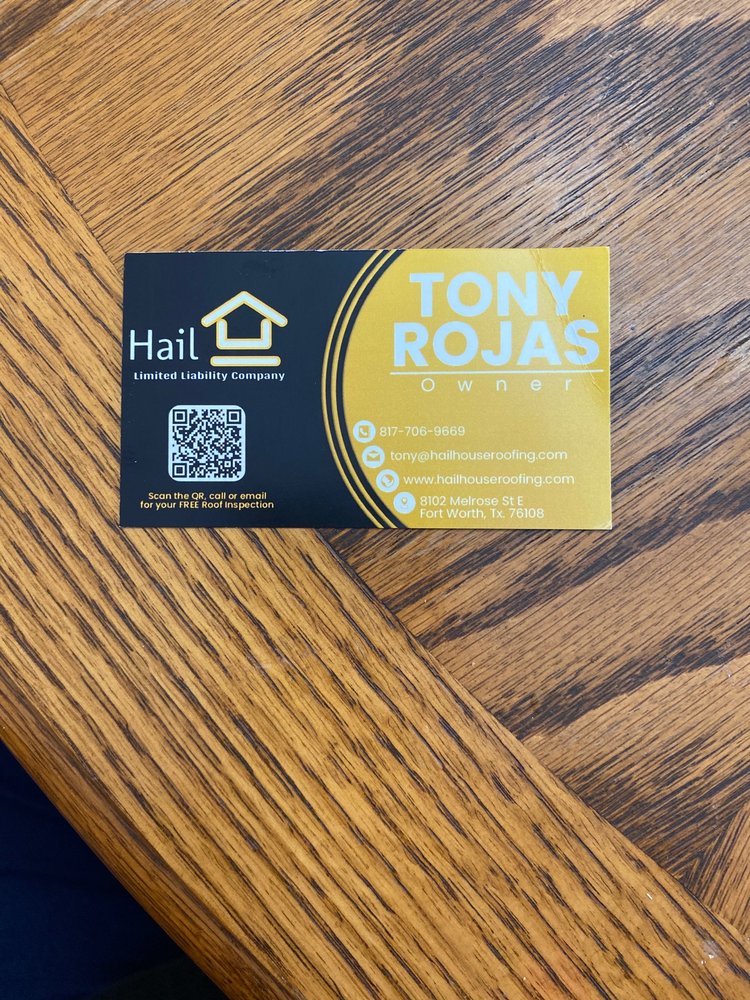 Hail
Limited Liability Company
Scan the QR, call or email
for your FREE Roof Inspection
TONY
ROJAS
Owner
817-706-9669
tony@hailhouseroofing.com
www.hailhouseroofing.com
8102 Melrose St E
Fort Worth, Tx. 76108